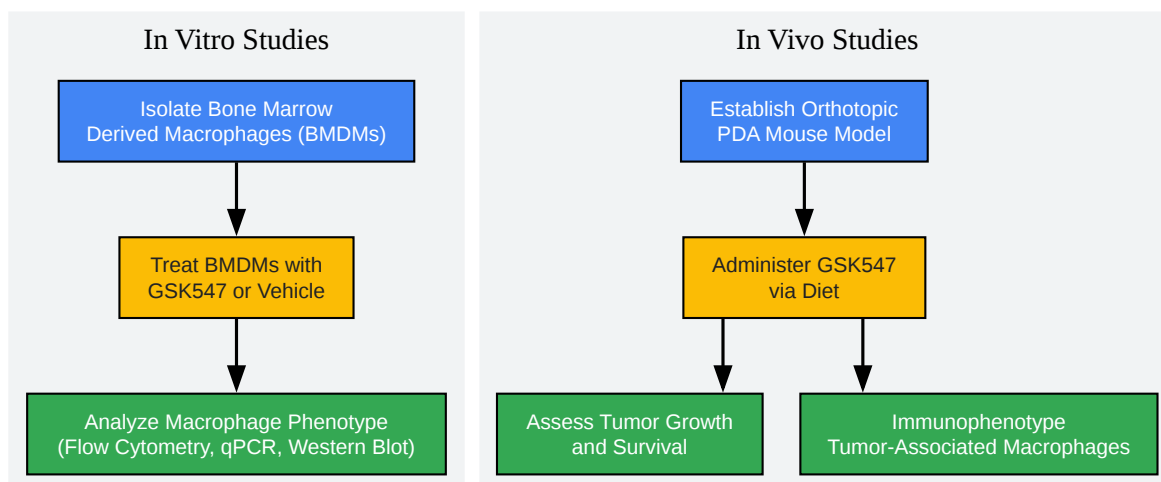 In Vitro Studies
Isolate Bone Marrow
Derived Macrophages (BMDMs)
Treat BMDMs with
GSK547 or Vehicle
Analyze Macrophage Phenotype
(Flow Cytometry, qPCR, Western Blot)
In Vivo Studies
Establish Orthotopic
PDA Mouse Model
Administer GSK547
via Diet
Assess Tumor Growth
and Survival
Immunophenotype
Tumor-Associated Macrophages